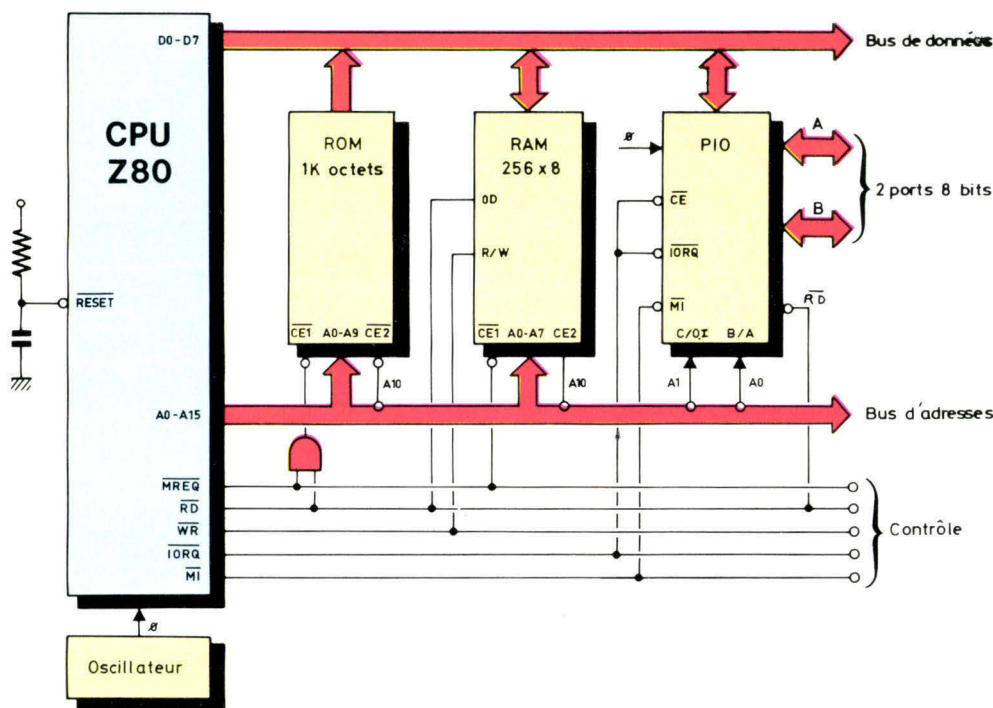 D0-D7
Bus de données
CPU
Z80
ROM
1K octets
RAM
256 x 8
PIO
ø
A
2 ports 8 bits
B
OD
R/W
CE
IORQ
MI
RD
RESET
CE1 A0-A9 CE2
CE1 A0-A7 CE2
C/DI B/A
A10
A10
A1
A0
A0-A15
Bus d'adresses
MREQ
RD
WR
IORQ
MI
Contrôle
ø
Oscillateur